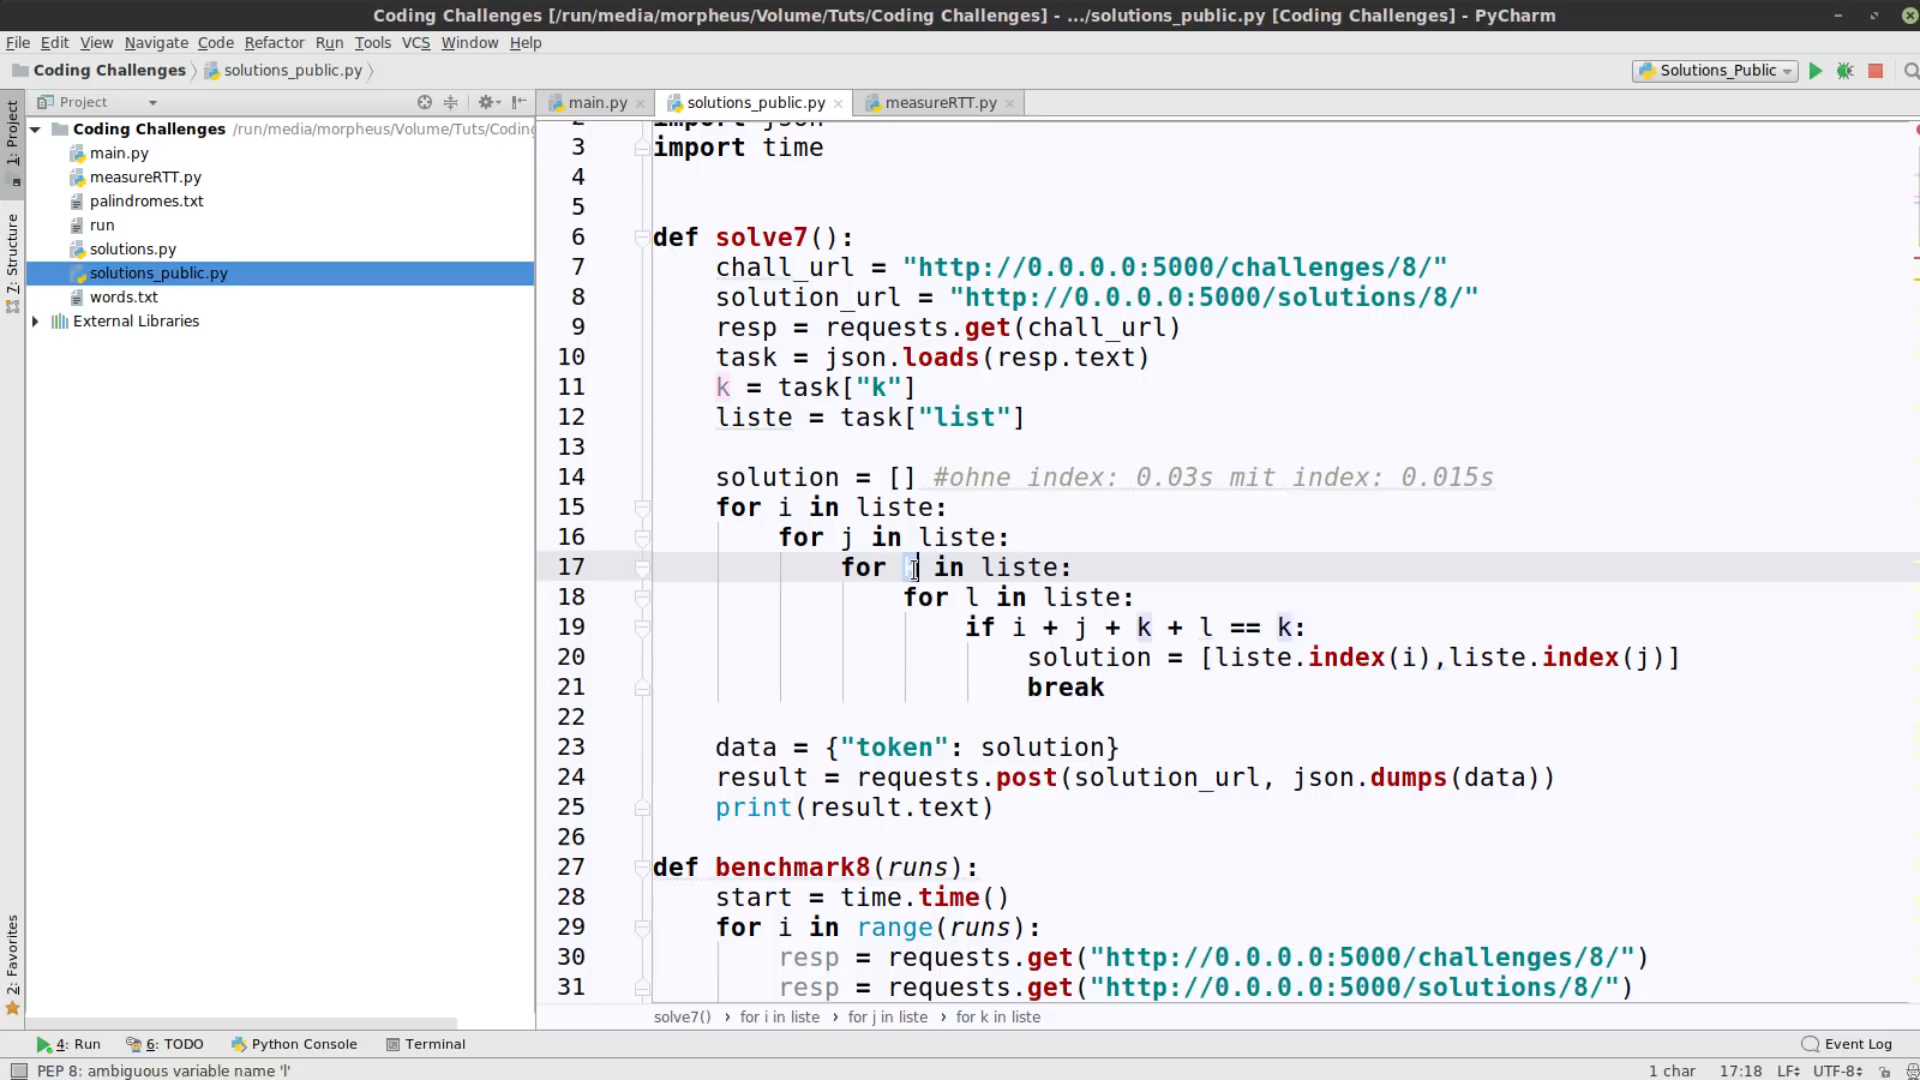 Coding Challenges [/run/media/morpheus/Volume/Tuts/Coding Challenges] - .../solutions_public.py [Coding Challenges] - PyCharm
File Edit View Navigate Code Refactor Run Tools VCS Window Help
Coding Challenges solutions_public.py Solutions_Public
Project main.py solutions_public.py measureRTT.py
1: Project
7: Structure
2: Favorites
Coding Challenges /run/media/morpheus/Volume/Tuts/Coding
main.py
measureRTT.py
palindromes.txt
run
solutions.py
solutions_public.py
words.txt
External Libraries
2 import json
3 import time
4
5
6 def solve7():
7 chall_url = "http://0.0.0.0:5000/challenges/8/"
8 solution_url = "http://0.0.0.0:5000/solutions/8/"
9 resp = requests.get(chall_url)
10 task = json.loads(resp.text)
11 k = task["k"]
12 liste = task["list"]
13
14 solution = [] #ohne index: 0.03s mit index: 0.015s
15 for i in liste:
16 for j in liste:
17 for k in liste:
18 for l in liste:
19 if i + j + k + l == k:
20 solution = [liste.index(i),liste.index(j)]
21 break
22
23 data = {"token": solution}
24 result = requests.post(solution_url, json.dumps(data))
25 print(result.text)
26
27 def benchmark8(runs):
28 start = time.time()
29 for i in range(runs):
30 resp = requests.get("http://0.0.0.0:5000/challenges/8/")
31 resp = requests.get("http://0.0.0.0:5000/solutions/8/")
solve7() › for i in liste › for j in liste › for k in liste
4: Run 6: TODO Python Console Terminal Event Log
PEP 8: ambiguous variable name 'l' 1 char 17:18 LF UTF-8